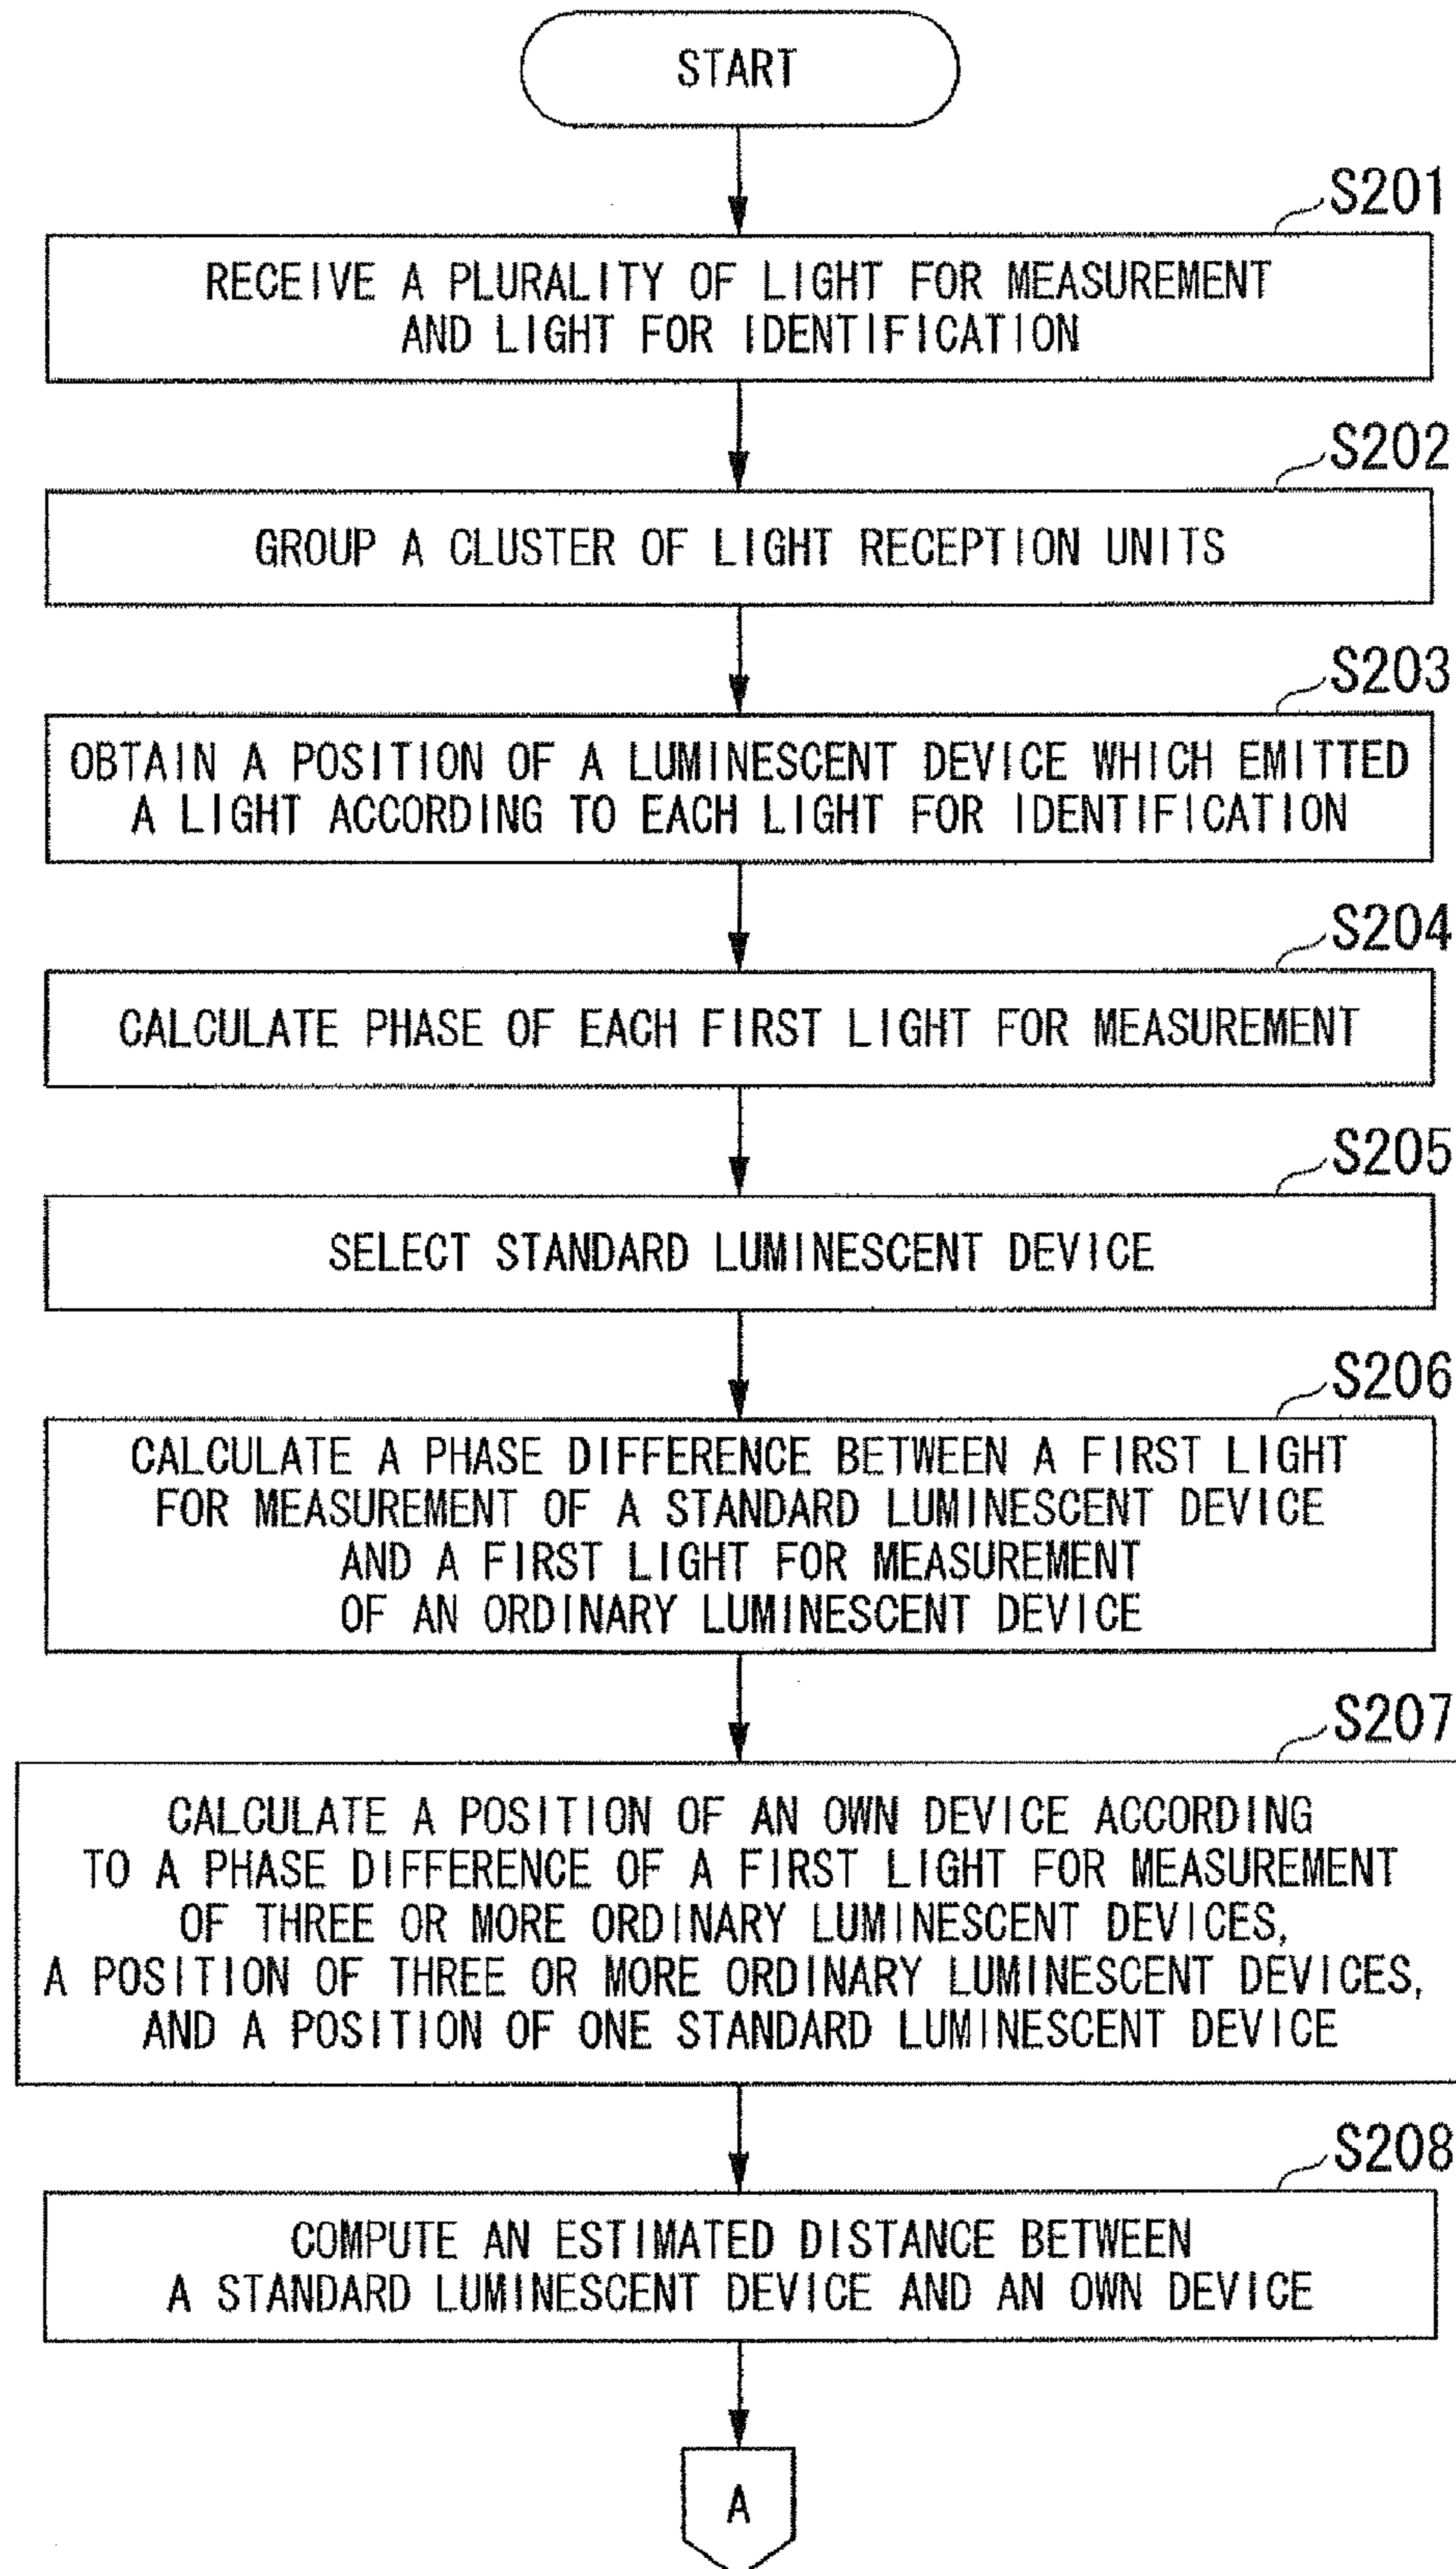 START
S201
RECEIVE A PLURALITY OF LIGHT FOR MEASUREMENT
AND LIGHT FOR IDENTIFICATION
S202
GROUP A CLUSTER OF LIGHT RECEPTION UNITS
S203
OBTAIN A POSITION OF A LUMINESCENT DEVICE WHICH EMITTED
A LIGHT ACCORDING TO EACH LIGHT FOR IDENTIFICATION
S204
CALCULATE PHASE OF EACH FIRST LIGHT FOR MEASUREMENT
S205
SELECT STANDARD LUMINESCENT DEVICE
S206
CALCULATE A PHASE DIFFERENCE BETWEEN A FIRST LIGHT
FOR MEASUREMENT OF A STANDARD LUMINESCENT DEVICE
AND A FIRST LIGHT FOR MEASUREMENT
OF AN ORDINARY LUMINESCENT DEVICE
S207
CALCULATE A POSITION OF AN OWN DEVICE ACCORDING
TO A PHASE DIFFERENCE OF A FIRST LIGHT FOR MEASUREMENT
OF THREE OR MORE ORDINARY LUMINESCENT DEVICES,
A POSITION OF THREE OR MORE ORDINARY LUMINESCENT DEVICES,
AND A POSITION OF ONE STANDARD LUMINESCENT DEVICE
S208
COMPUTE AN ESTIMATED DISTANCE BETWEEN
A STANDARD LUMINESCENT DEVICE AND AN OWN DEVICE
A